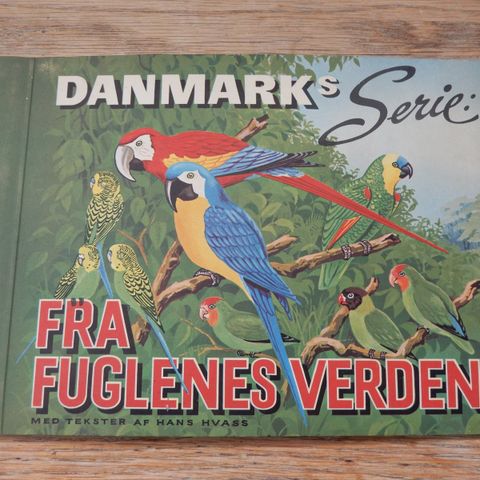 DANMARKs Serie:
FRA
FUGLENES VERDEN
MED TEKSTER AF HANS HVASS